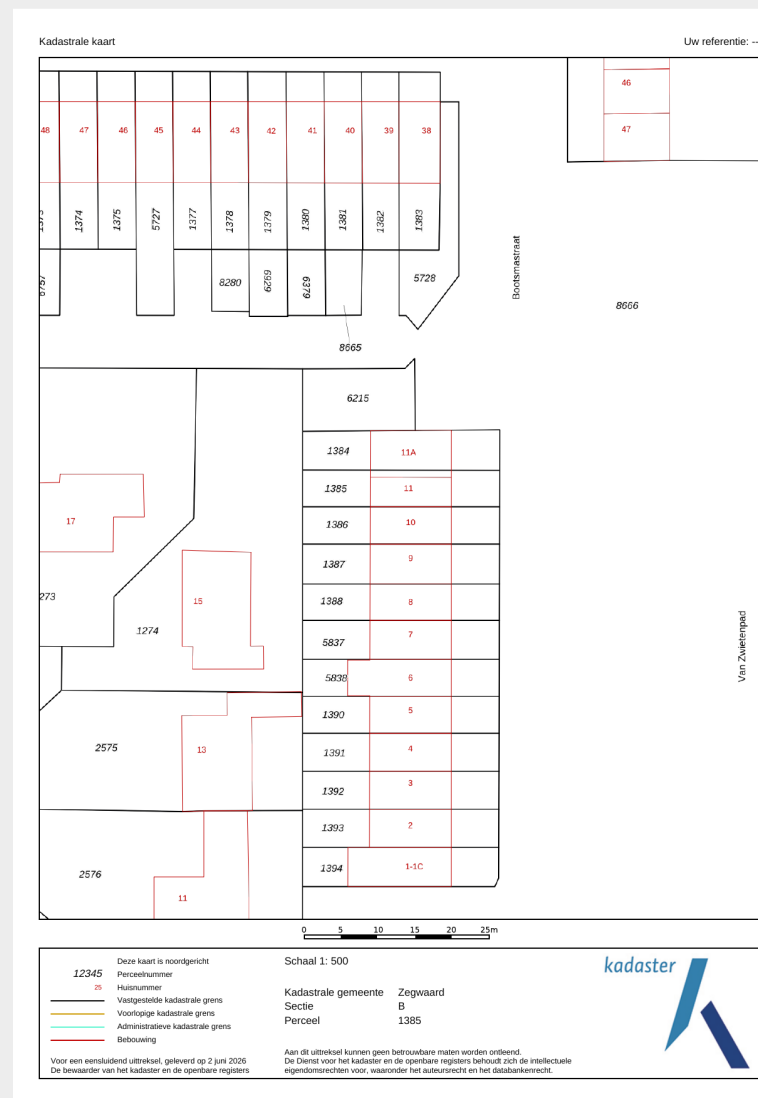 Kadastrale kaart
Uw referentie: --
46
47
48 47 46 45 44 43 42 41 40 39 38
1374 1375 5727 1377 1378 1379 1380 1381 1382 1383
8280 6929 6379 5728
Bootsmastraat
8666
8665
6215
1384 11A
1385 11
17
1386 10
1387 9
273
15
1388 8
1274
5837 7
Van Zwietenpad
5838 6
1390 5
2575
13
1391 4
1392 3
1393 2
2576
1394 1-1C
11
0 5 10 15 20 25m
Deze kaart is noordgericht
12345 Perceelnummer
25 Huisnummer
Vastgestelde kadastrale grens
Voorlopige kadastrale grens
Administratieve kadastrale grens
Bebouwing
Voor een eensluidend uittreksel, geleverd op 2 juni 2026
De bewaarder van het kadaster en de openbare registers
Schaal 1: 500
Kadastrale gemeente Zegwaard
Sectie B
Perceel 1385
Aan dit uittreksel kunnen geen betrouwbare maten worden ontleend.
De Dienst voor het kadaster en de openbare registers behoudt zich de intellectuele
eigendomsrechten voor, waaronder het auteursrecht en het databankenrecht.
kadaster